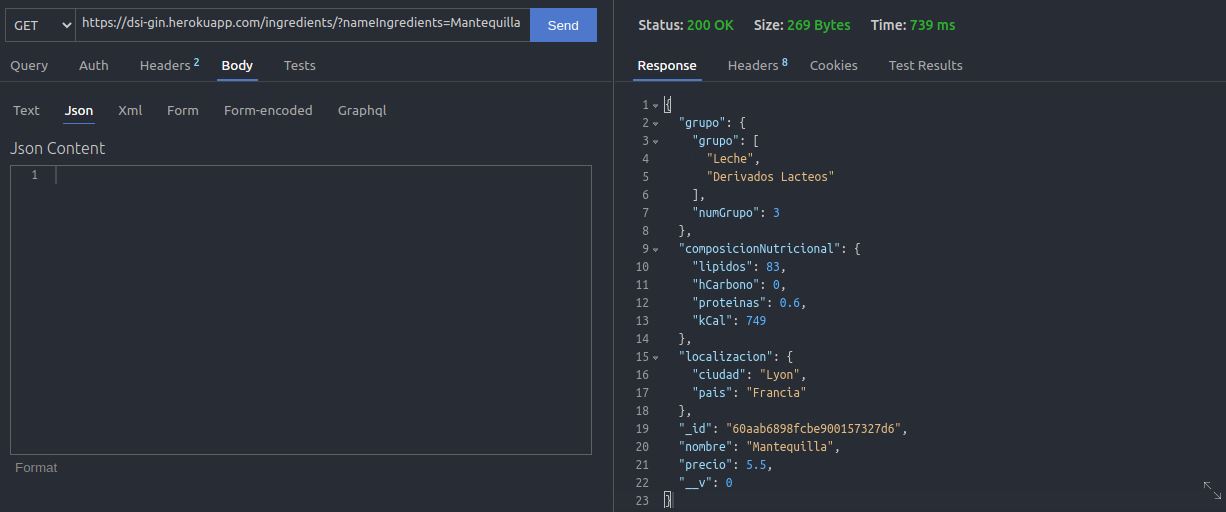 GET https://dsi-gin.herokuapp.com/ingredients/?nameIngredients=Mantequilla Send
Query Auth Headers 2 Body Tests
Text Json Xml Form Form-encoded Graphql
Json Content
1
Format
Status: 200 OK Size: 269 Bytes Time: 739 ms
Response Headers 8 Cookies Test Results
1 {
2 "grupo": {
3 "grupo": [
4 "Leche",
5 "Derivados Lacteos"
6 ],
7 "numGrupo": 3
8 },
9 "composicionNutricional": {
10 "lipidos": 83,
11 "hCarbono": 0,
12 "proteinas": 0.6,
13 "kCal": 749
14 },
15 "localizacion": {
16 "ciudad": "Lyon",
17 "pais": "Francia"
18 },
19 "_id": "60aab6898fcbe900157327d6",
20 "nombre": "Mantequilla",
21 "precio": 5.5,
22 "__v": 0
23 }